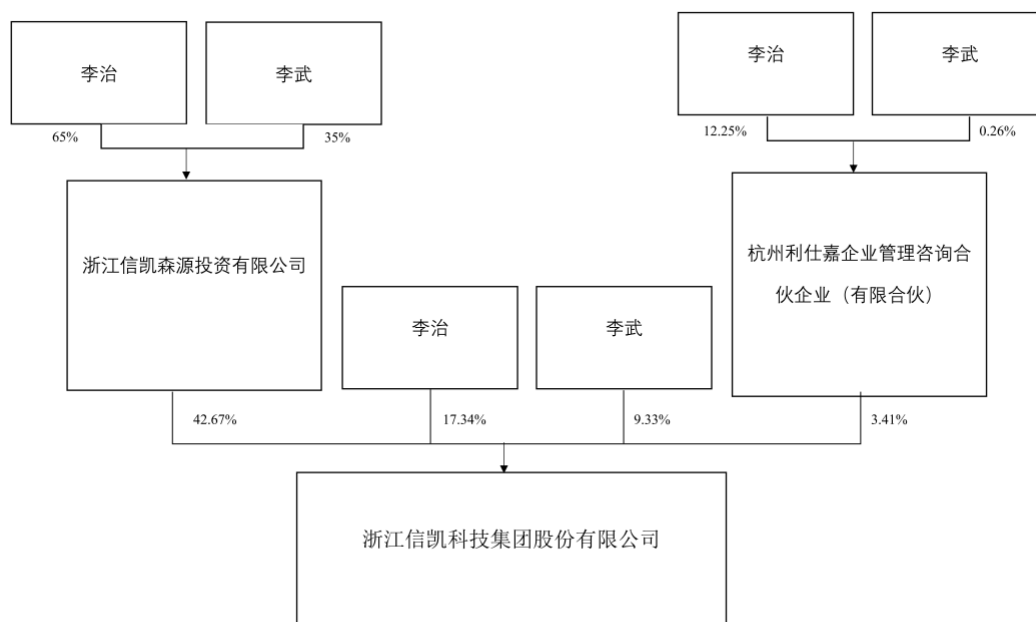 李治
李武
李治
李武
65%
35%
12.25%
0.26%
浙江信凯森源投资有限公司
杭州利仕嘉企业管理咨询合
伙企业（有限合伙）
李治
李武
42.67%
17.34%
9.33%
3.41%
浙江信凯科技集团股份有限公司